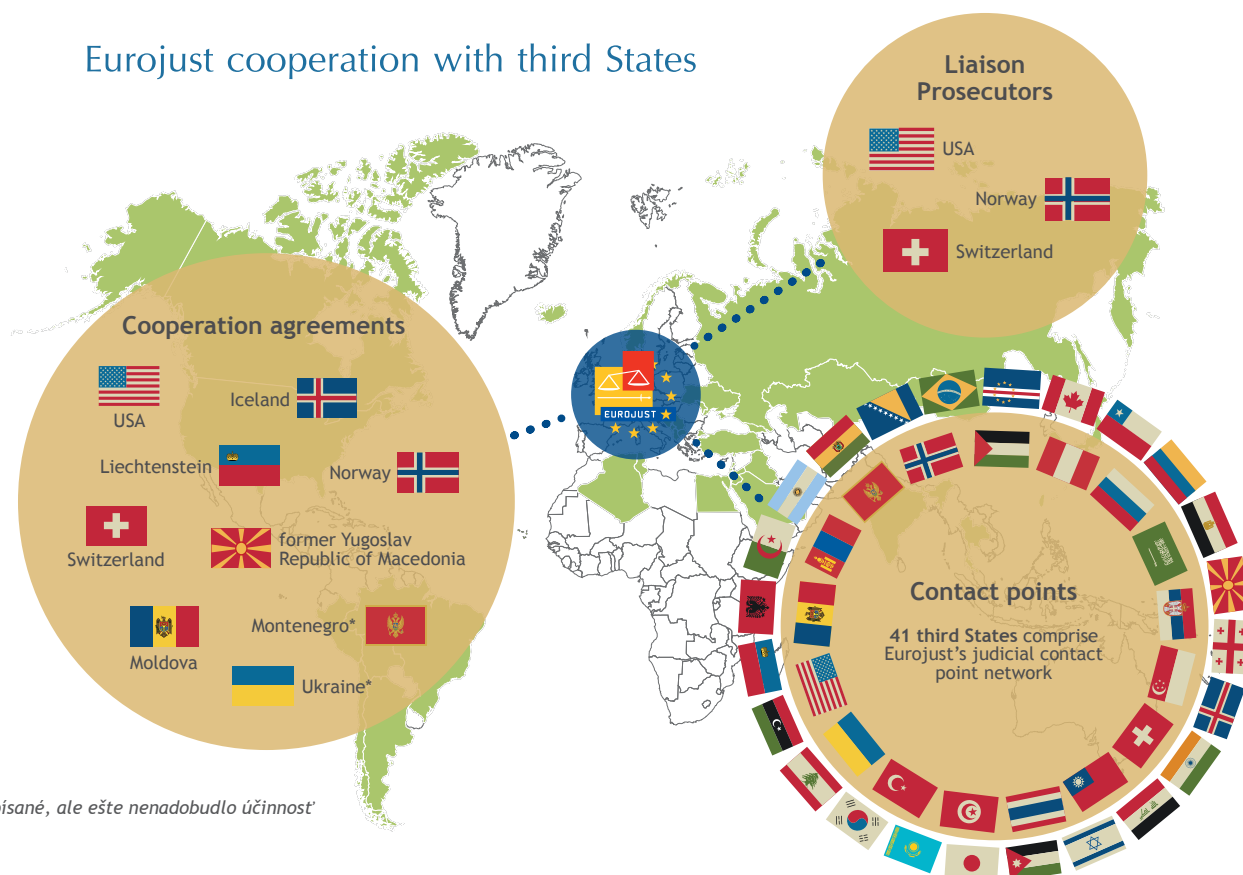 Eurojust cooperation with third States
Liaison
Prosecutors
USA
Norway
Switzerland
Cooperation agreements
USA
Iceland
Liechtenstein
Norway
Switzerland
former Yugoslav
Republic of Macedonia
Moldova
Montenegro*
Ukraine*
EUROJUST
Contact points
41 third States comprise
Eurojust's judicial contact
point network
ale ešte nenadobudlo účinnosť